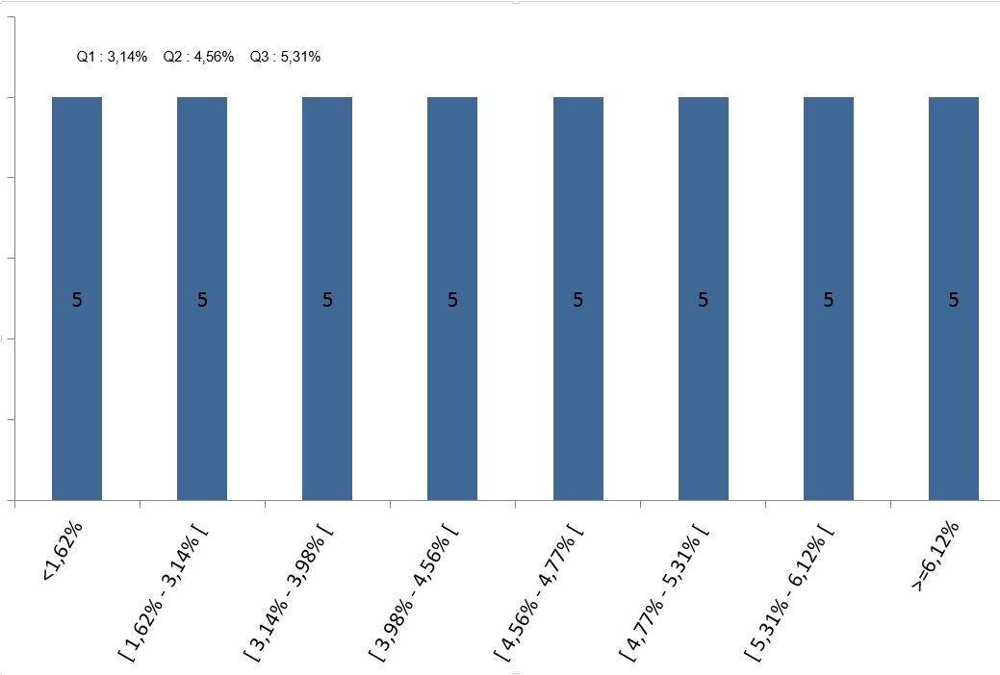 Q1 : 3,14% Q2 : 4,56% Q3 : 5,31%
5 5 5 5 5 5 5 5
<1,62%
[ 1,62% - 3,14% [
[ 3,14% - 3,98% [
[ 3,98% - 4,56% [
[ 4,56% - 4,77% [
[ 4,77% - 5,31% [
[ 5,31% - 6,12% [
>=6,12%